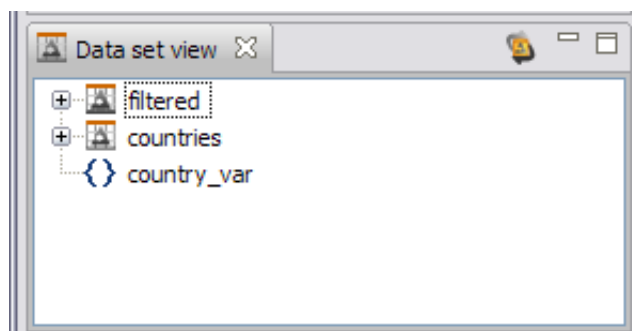 Data set view
filtered
countries
{} country_var